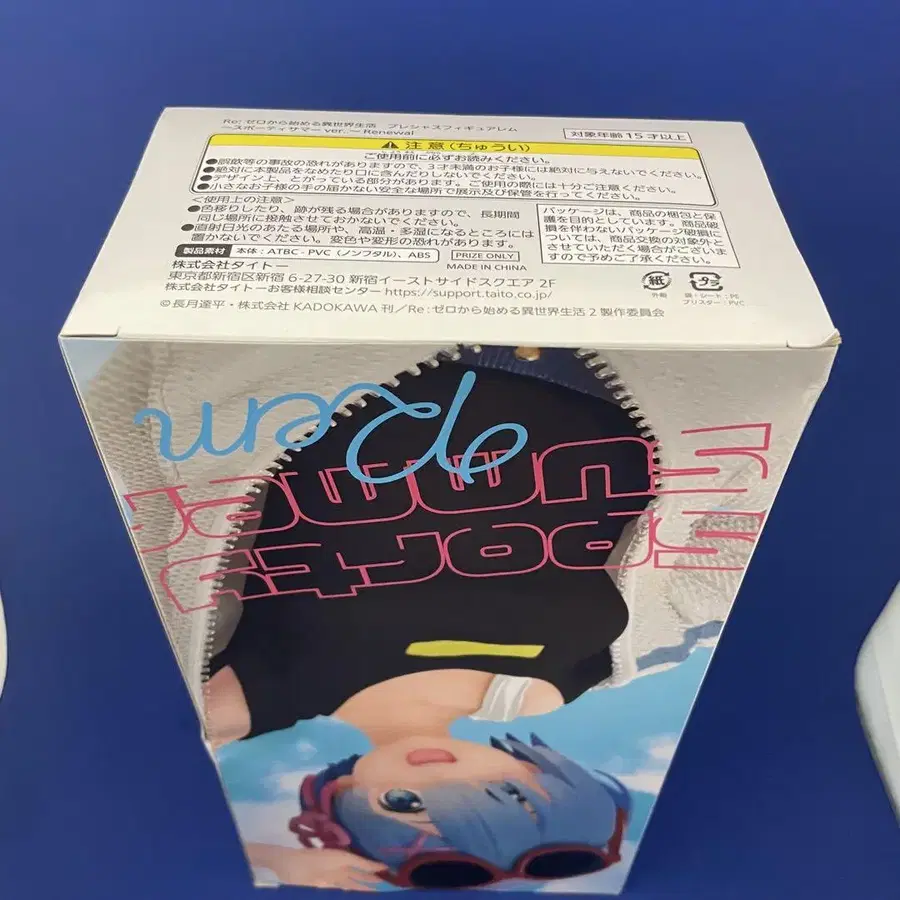 Re:ゼロから始める異世界生活 プレシャスフィギュアレム
~スポーティサマーver.~Renewal
対象年齢15才以上
注意(ちゅうい)
ご使用前に必ずお読みください。
●誤飲等の事故の恐れがありますので、3才未満のお子様には絶対に与えないでください。
●絶対に本製品をなめたり口に含んだりしないでください。
●デザイン上、とがっている部分があります。ご使用の際には十分ご注意ください。
●小さなお子様の手の届かない安全な場所で展示及び保管を行ってください。
<使用上の注意>
●色移りしたり、跡が残る場合がありますので、長期間
同じ場所に接触させておかないでください。
●直射日光のあたる場所や、高温・多湿になるところには
置かないでください。変色や変形の恐れがあります。
パッケージは、商品の梱包と保
護を目的としています。商品破
損を伴わないパッケージ破損に
ついては、商品交換の対象外と
させていただく場合がございま
すので予めご了承ください。
製品素材 本体:ATBC-PVC(ノンフタル)、ABS
PRIZE ONLY
MADE IN CHINA
株式会社タイトー
東京都新宿区新宿 6-27-30 新宿イーストサイドスクエア 2F
株式会社タイトーお客様相談センター https://support.taito.co.jp/
©長月達平・株式会社 KADOKAWA 刊/Re:ゼロから始める異世界生活 2 製作委員会
紙
外箱
プラ
袋・シート:PE
ブリスター:PVC
Rem
Sporty
Summer